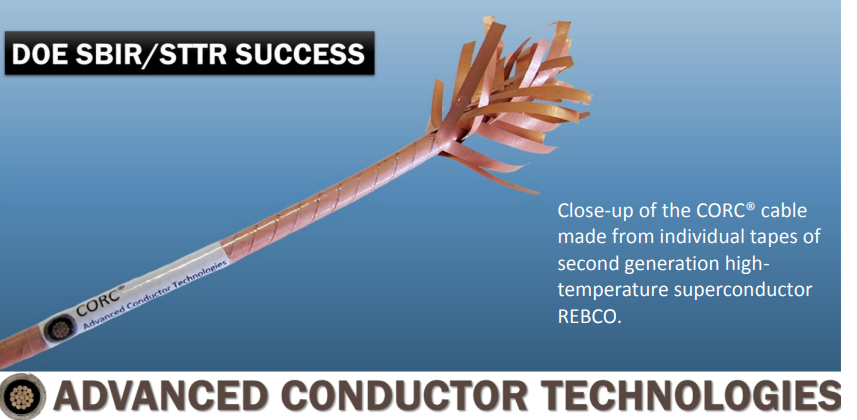 DOE SBIR/STTR SUCCESS
Close-up of the CORC® cable
made from individual tapes of
second generation high-
temperature superconductor
REBCO.
CORC®
Advanced Conductor Technologies
ADVANCED CONDUCTOR TECHNOLOGIES